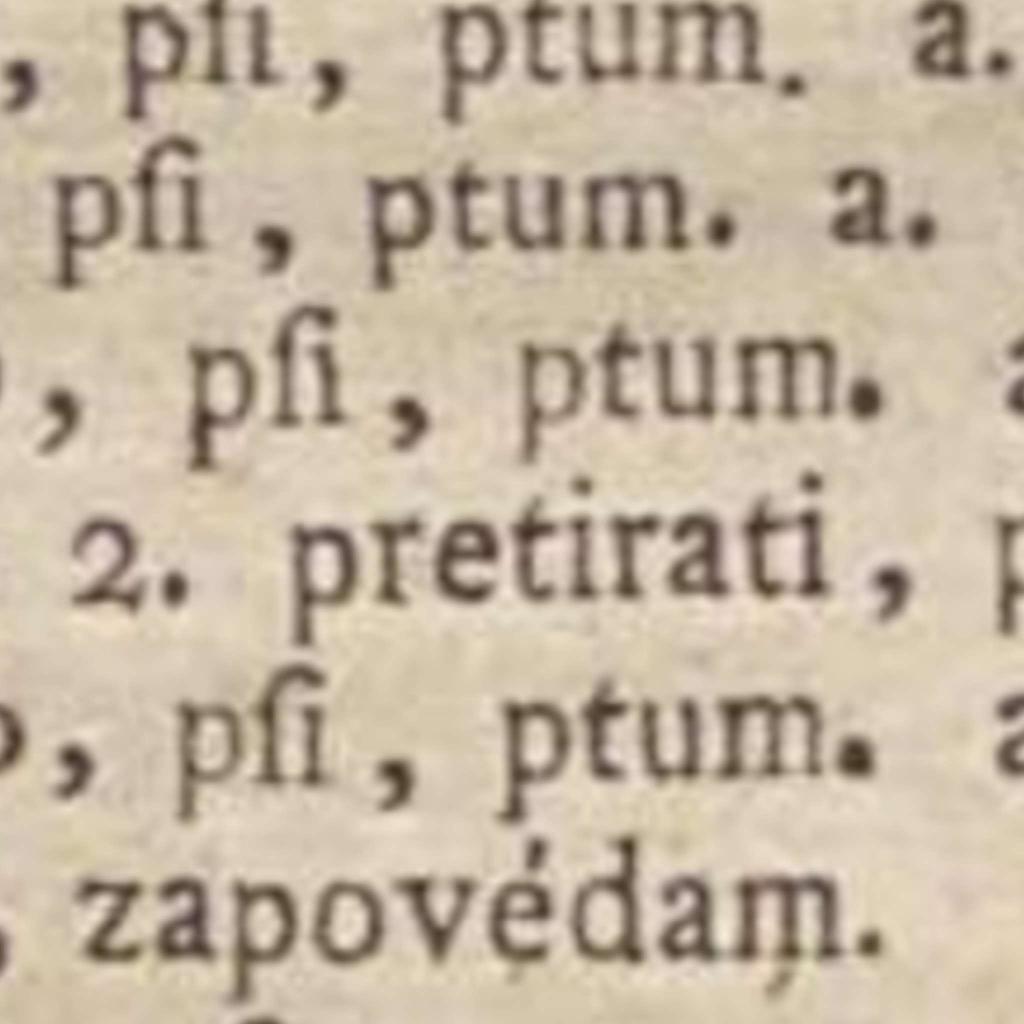 , pſi, ptum. a.
pſi, ptum. a.
, pſi, ptum.
2. pretirati,
, pſi, ptum.
zapovédam.